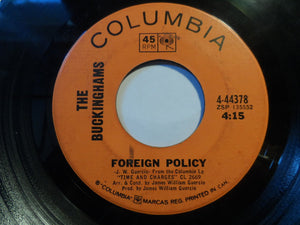 COLUMBIA
45
RPM
THE
BUCKINGHAMS
4-44378
ZSP 135552
4:15
FOREIGN POLICY
J. W. Guercio - From the Columbia Lp
"TIME AND CHARGES" CL 2669
Arr. & Cond. by James William Guercio
Prod. by James William Guercio
® "COLUMBIA", MARCAS REG. PRINTED IN CAN.